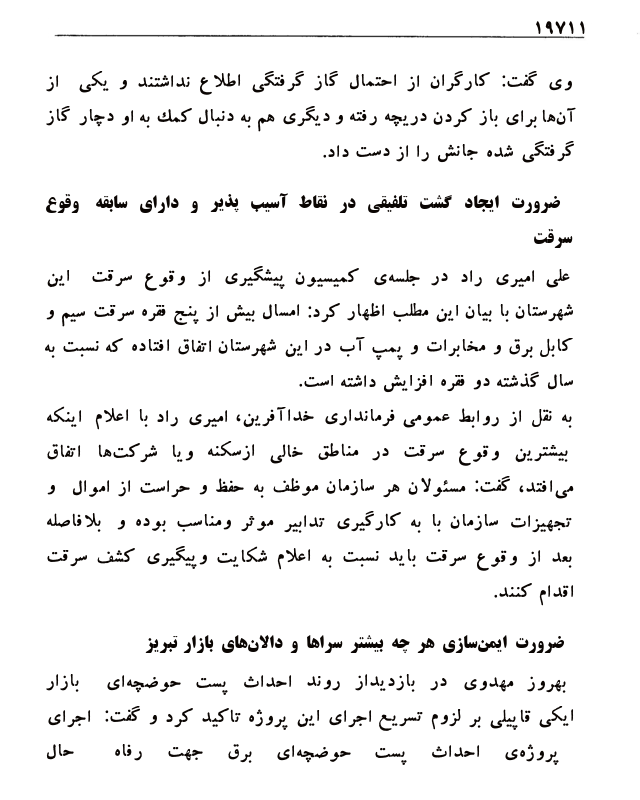 ۱۹۷۱۱
وی گفت: کارگران از احتمال گاز گرفتگی اطلاع نداشتند و یکی از
آن‌ها برای باز کردن دریچه رفته و دیگری هم به دنبال کمك به او دچار گاز
گرفتگی شده جانش را از دست داد.
ضرورت ایجاد گشت تلفیقی در نقاط آسیب پذیر و دارای سابقه وقوع
سرقت
علی امیری راد در جلسه‌ی کمیسیون پیشگیری از وقوع سرقت این
شهرستان با بیان این مطلب اظهار کرد: امسال بیش از پنج فقره سرقت سیم و
کابل برق و مخابرات و پمپ آب در این شهرستان اتفاق افتاده که نسبت به
سال گذشته دو فقره افزایش داشته است.
به نقل از روابط عمومی فرمانداری خداآفرین، امیری راد با اعلام اینکه
بیشترین وقوع سرقت در مناطق خالی ازسکنه ویا شرکت‌ها اتفاق
می‌افتد، گفت: مسئولان هر سازمان موظف به حفظ و حراست از اموال و
تجهیزات سازمان با به کارگیری تدابیر موثر ومناسب بوده و بلافاصله
بعد از وقوع سرقت باید نسبت به اعلام شکایت وپیگیری کشف سرقت
اقدام کنند.
ضرورت ایمن‌سازی هر چه بیشتر سراها و دالان‌های بازار تبریز
بهروز مهدوی در بازدیداز روند احداث پست حوضچه‌ای بازار
ایکی قاپیلی بر لزوم تسریع اجرای این پروژه تاکید کرد و گفت: اجرای
پروژه‌ی احداث پست حوضچه‌ای برق جهت رفاه حال